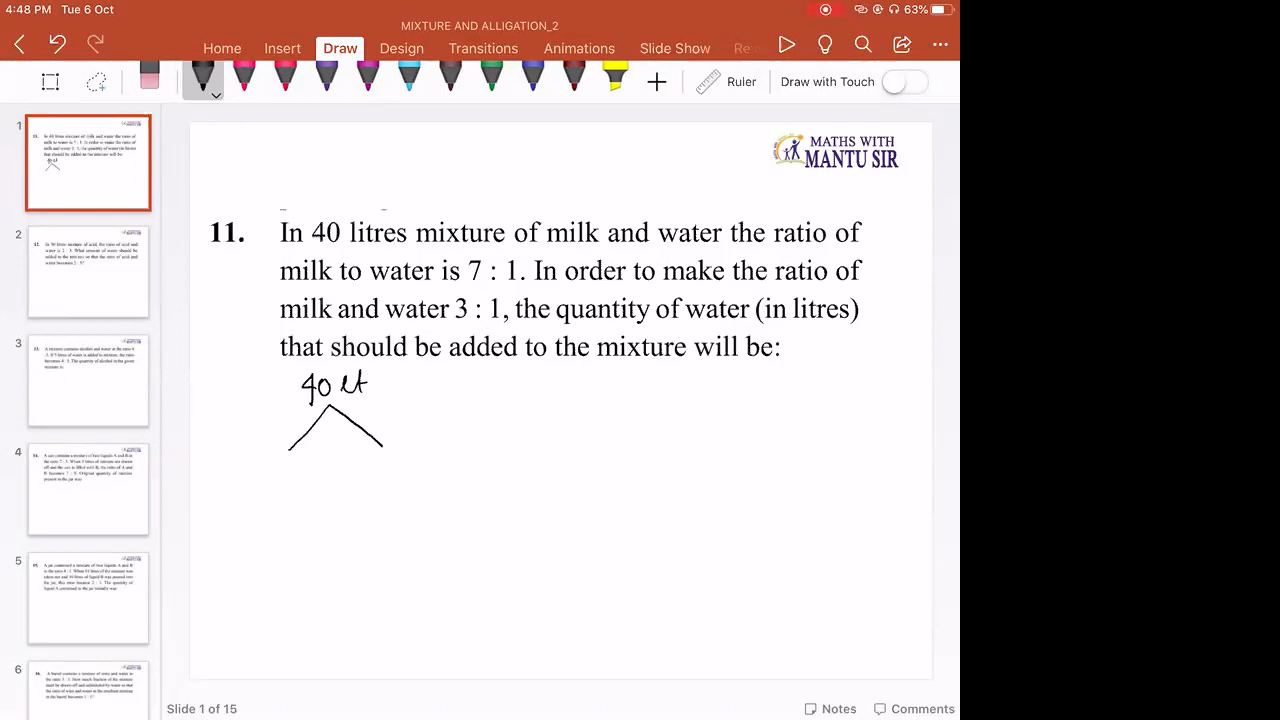 4:48 PM Tue 6 Oct
63%
MIXTURE AND ALLIGATION_2
Home Insert Draw Design Transitions Animations Slide Show
Ruler
Draw with Touch
1
2
3
4
5
6
MATHS WITH
MANTU SIR
11. In 40 litres mixture of milk and water the ratio of
milk to water is 7 : 1. In order to make the ratio of
milk and water 3 : 1, the quantity of water (in litres)
that should be added to the mixture will be:
40 lt
Slide 1 of 15
Notes
Comments